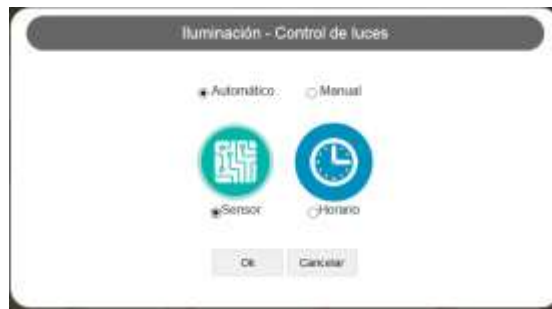 Iluminación - Control de luces
Automático Manual
Sensor Horario
Ok Cancelar